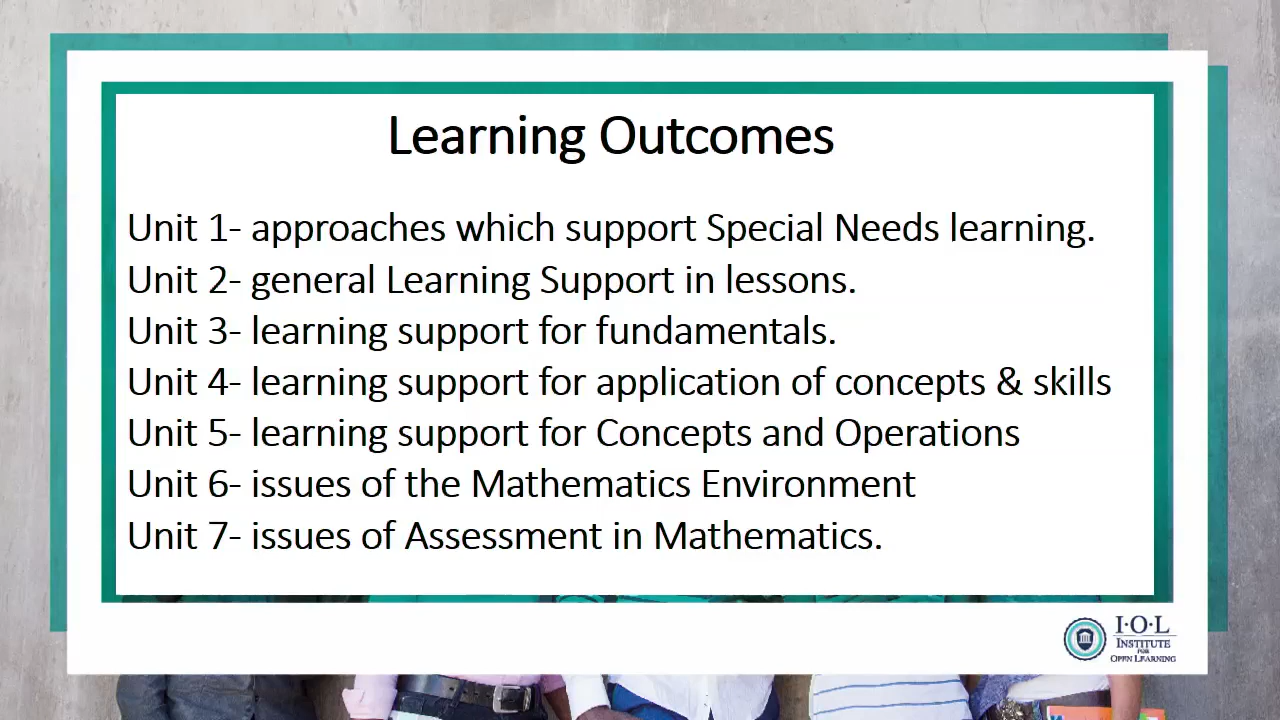 Learning Outcomes
Unit 1- approaches which support Special Needs learning.
Unit 2- general Learning Support in lessons.
Unit 3- learning support for fundamentals.
Unit 4- learning support for application of concepts & skills
Unit 5- learning support for Concepts and Operations
Unit 6- issues of the Mathematics Environment
Unit 7- issues of Assessment in Mathematics.
I·O·L
INSTITUTE
FOR
OPEN LEARNING